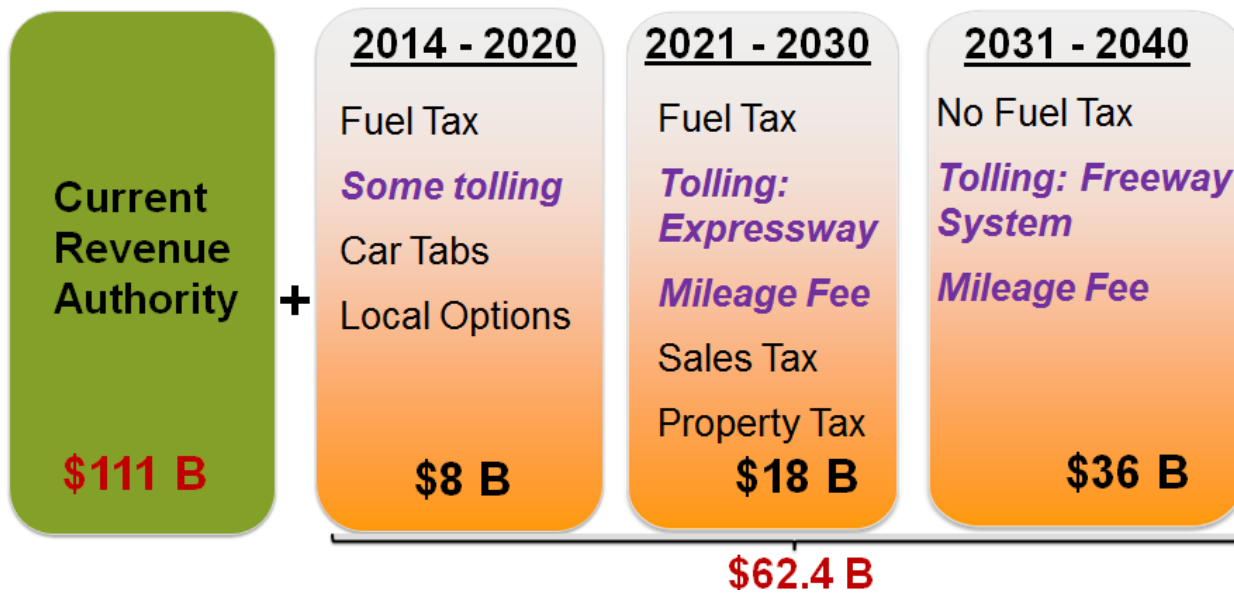 Current
Revenue
Authority
$111 B
+
2014 - 2020
Fuel Tax
Some tolling
Car Tabs
Local Options
$8 B
2021 - 2030
Fuel Tax
Tolling:
Expressway
Mileage Fee
Sales Tax
Property Tax
$18 B
2031 - 2040
No Fuel Tax
Tolling: Freeway
System
Mileage Fee
$36 B
$62.4 B